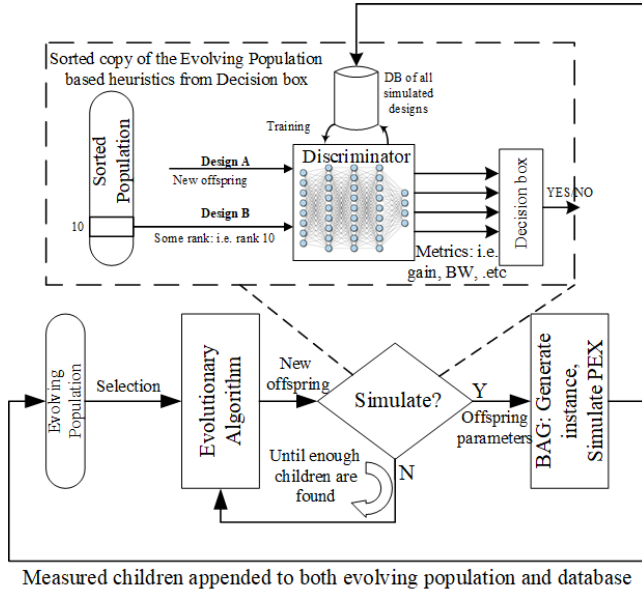 Sorted copy of the Evolving Population
based heuristics from Decision box
DB of all
simulated
designs
Training
Sorted
Population
10
Design A
New offspring
Design B
Some rank: i.e. rank 10
Discriminator
Metrics: i.e.
gain, BW, .etc
Decision box
YES/NO
Evolving
Population
Selection
Evolutionary
Algorithm
New
offspring
Simulate?
Y
Offspring
parameters
N
Until enough
children are
found
BAG: Generate
instance,
Simulate PEX
Measured children appended to both evolving population and database